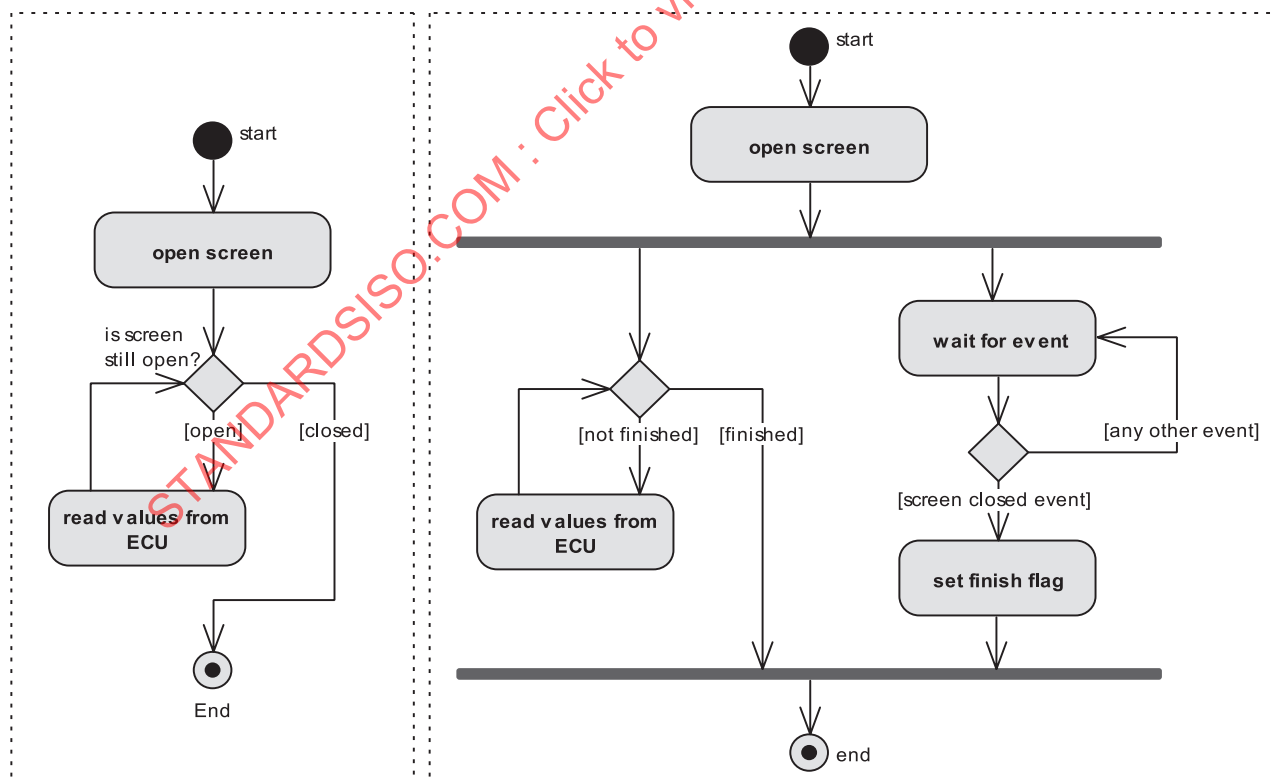 start
open screen
is screen
still open?
[open]
[closed]
read values from
ECU
End
start
open screen
wait for event
[not finished]
[finished]
[any other event]
[screen closed event]
read values from
ECU
set finish flag
end
STANDARDSISO.COM : Click to vi